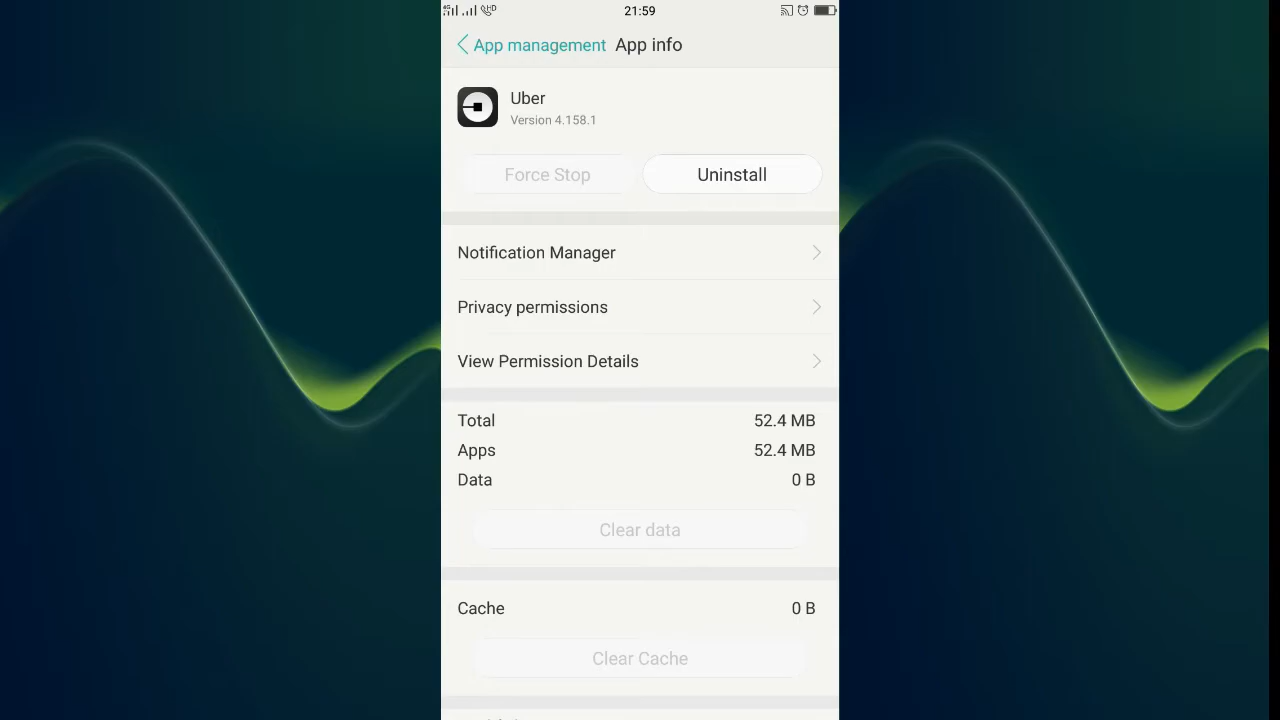 21:59
App management App info
Uber
Version 4.158.1
Force Stop Uninstall
Notification Manager
Privacy permissions
View Permission Details
Total 52.4 MB
Apps 52.4 MB
Data 0 B
Clear data
Cache 0 B
Clear Cache